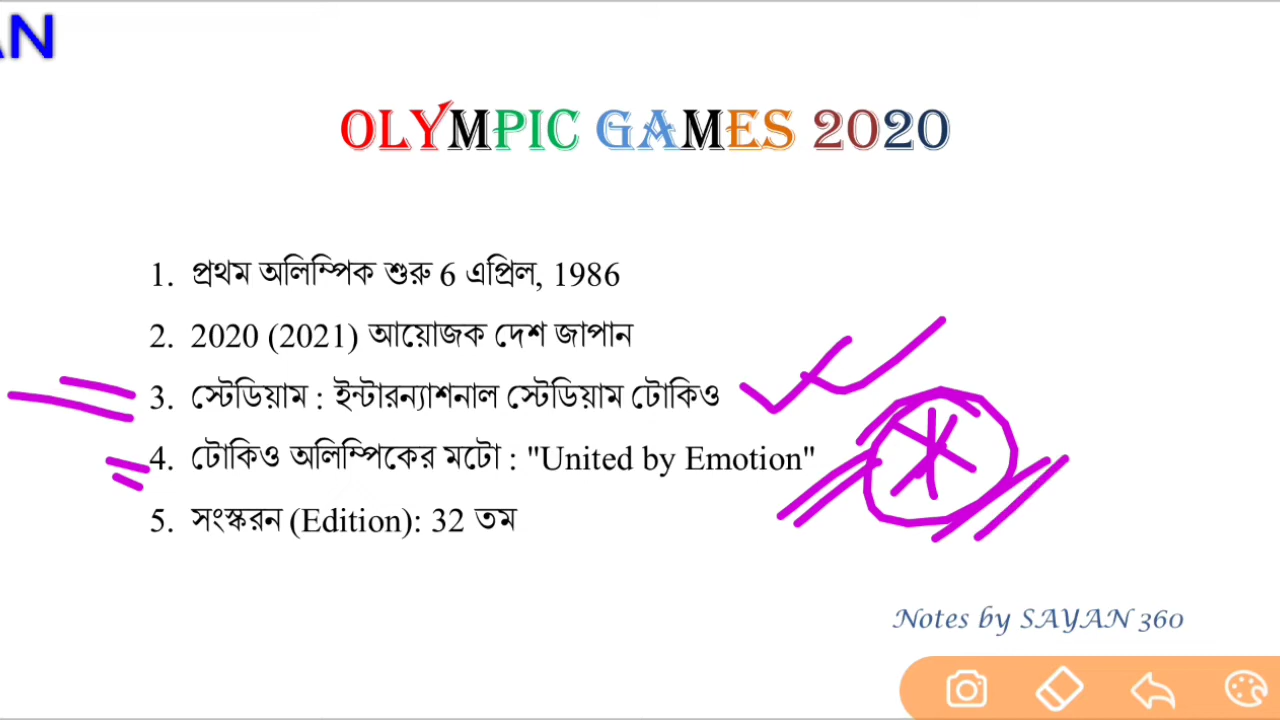 AN
OLYMPIC GAMES 2020
1. প্রথম অলিম্পিক শুরু 6 এপ্রিল, 1986
2. 2020 (2021) আয়োজক দেশ জাপান
3. স্টেডিয়াম : ইন্টারন্যাশনাল স্টেডিয়াম টোকিও
4. টোকিও অলিম্পিকের মটো : "United by Emotion"
5. সংস্করন (Edition): 32 তম
Notes by SAYAN 360